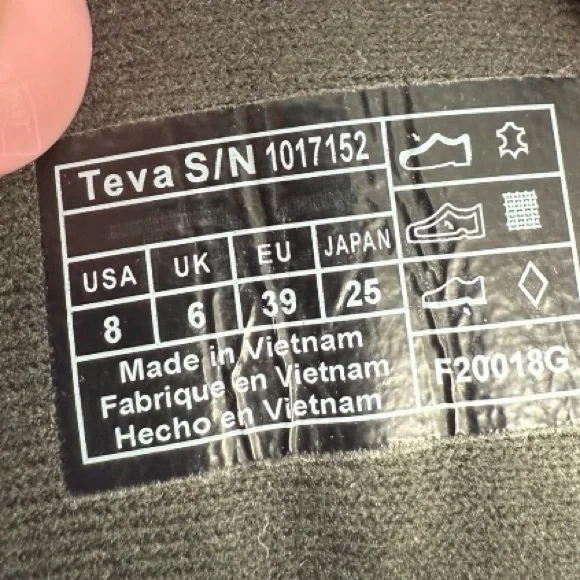 Teva S/N 1017152
USA UK EU JAPAN
8 6 39 25
Made in Vietnam
Fabrique en Vietnam
Hecho en Vietnam
F20018G